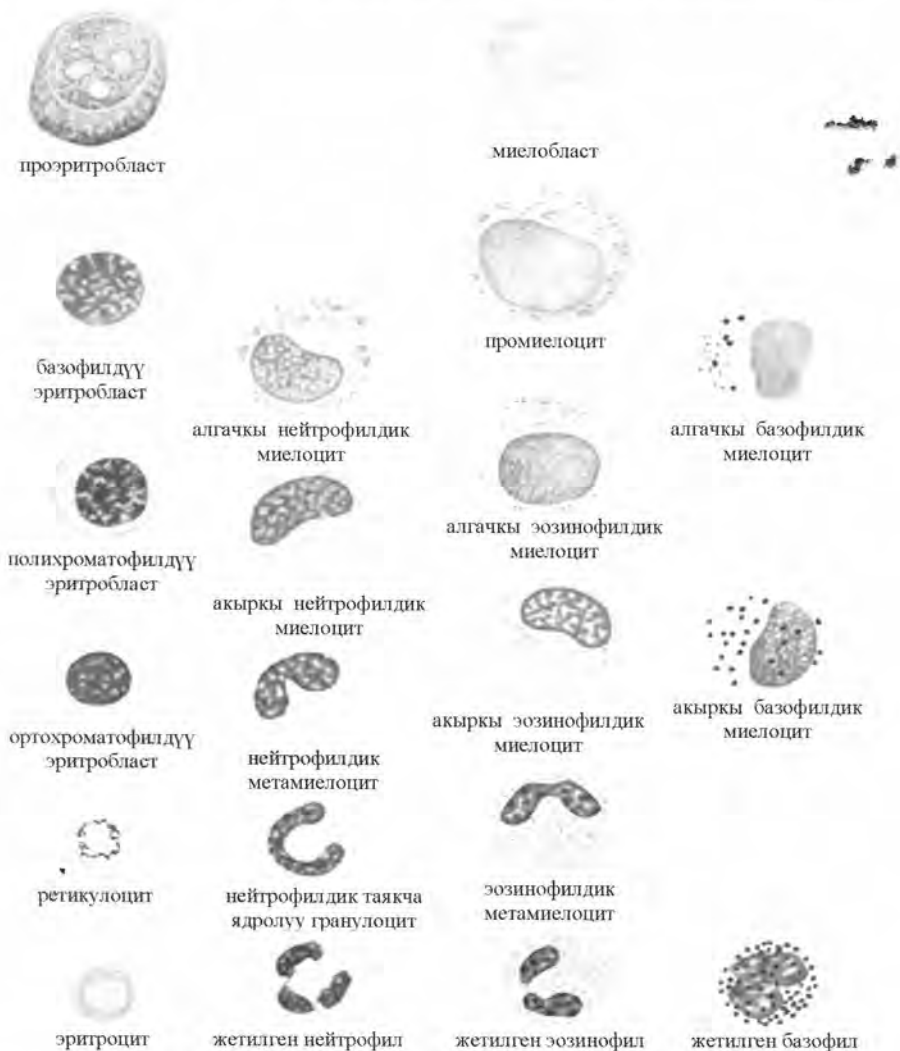 проэритробласт
миелобласт
базофилдүү
эритробласт
промиелоцит
алгачкы нейтрофилдик
миелоцит
алгачкы базофилдик
миелоцит
полихроматофилдүү
эритробласт
алгачкы эозинофилдик
миелоцит
акыркы нейтрофилдик
миелоцит
ортохроматофилдүү
эритробласт
нейтрофилдик
метамиелоцит
акыркы эозинофилдик
миелоцит
акыркы базофилдик
миелоцит
ретикулоцит
нейтрофилдик таякча
ядролуу гранулоцит
эозинофилдик
метамиелоцит
эритроцит
жетилген нейтрофил
жетилген эозинофил
жетилген базофил